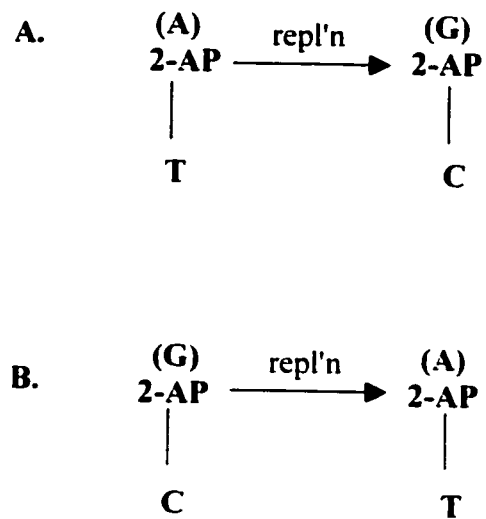 A. (A) repl'n (G)
2-AP 2-AP
T C
B. (G) repl'n (A)
2-AP 2-AP
C T